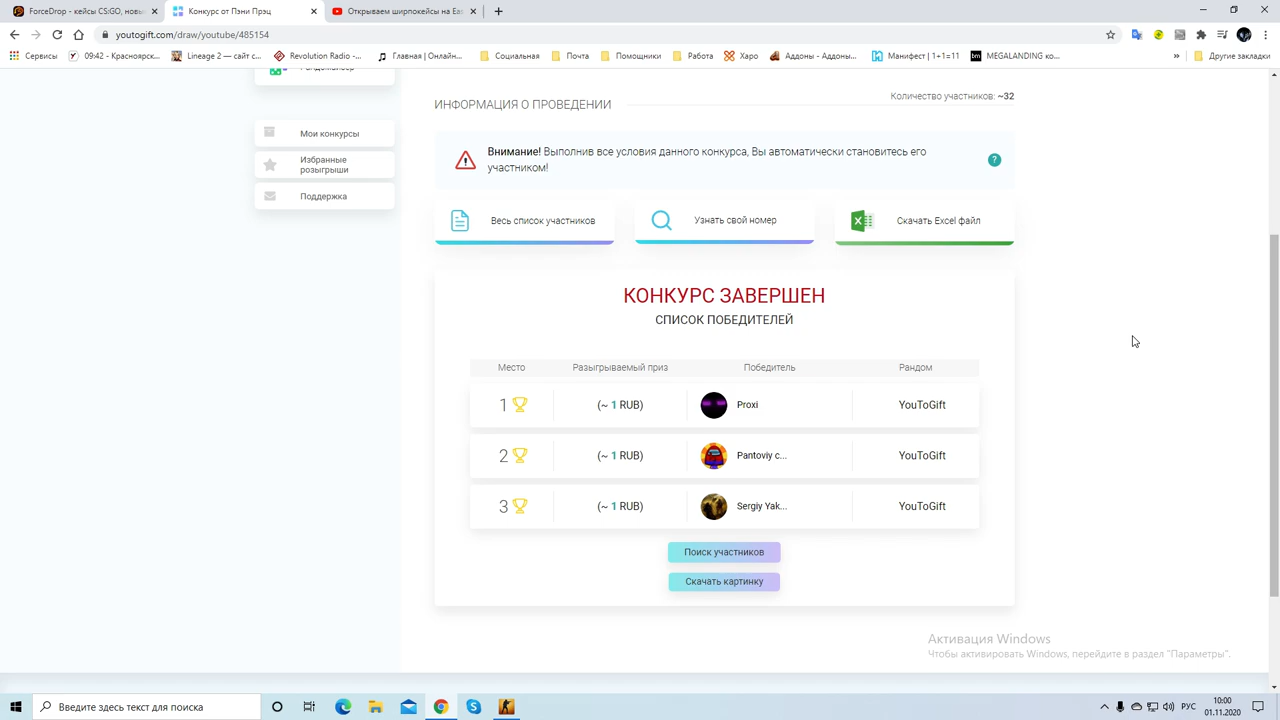 ForceDrop - кейсы CS:GO, новы
Конкурс от Пэни Прэц
Открываем шипокейсы на Eas
youtogift.com/draw/youtube/485154
Сервисы
09:42 - Красноярск...
Lineage 2 — сайт с...
Revolution Radio -...
Главная \ Онлайн...
Социальная
Почта
Помощники
Работа
Харо
Аддоны - Аддоны...
Манифест | 1+1=11
MEGALANDING ко...
»
Другие закладки
Мои конкурсы
Избранные
розыгрыши
Поддержка
ИНФОРМАЦИЯ О ПРОВЕДЕНИИ
Количество участников: ~32
Внимание! Выполнив все условия данного конкурса, Вы автоматически становитесь его
участником!
?
Весь список участников
Узнать свой номер
Скачать Excel файл
КОНКУРС ЗАВЕРШЕН
СПИСОК ПОБЕДИТЕЛЕЙ
Место Разыгрываемый приз Победитель Рандом
1 (~ 1 RUB) Proxi YouToGift
2 (~ 1 RUB) Pantoviy c... YouToGift
3 (~ 1 RUB) Sergiy Yak... YouToGift
Поиск участников
Скачать картинку
Активация Windows
Чтобы активировать Windows, перейдите в раздел "Параметры".
Введите здесь текст для поиска
РУС
10:00
01.11.2020